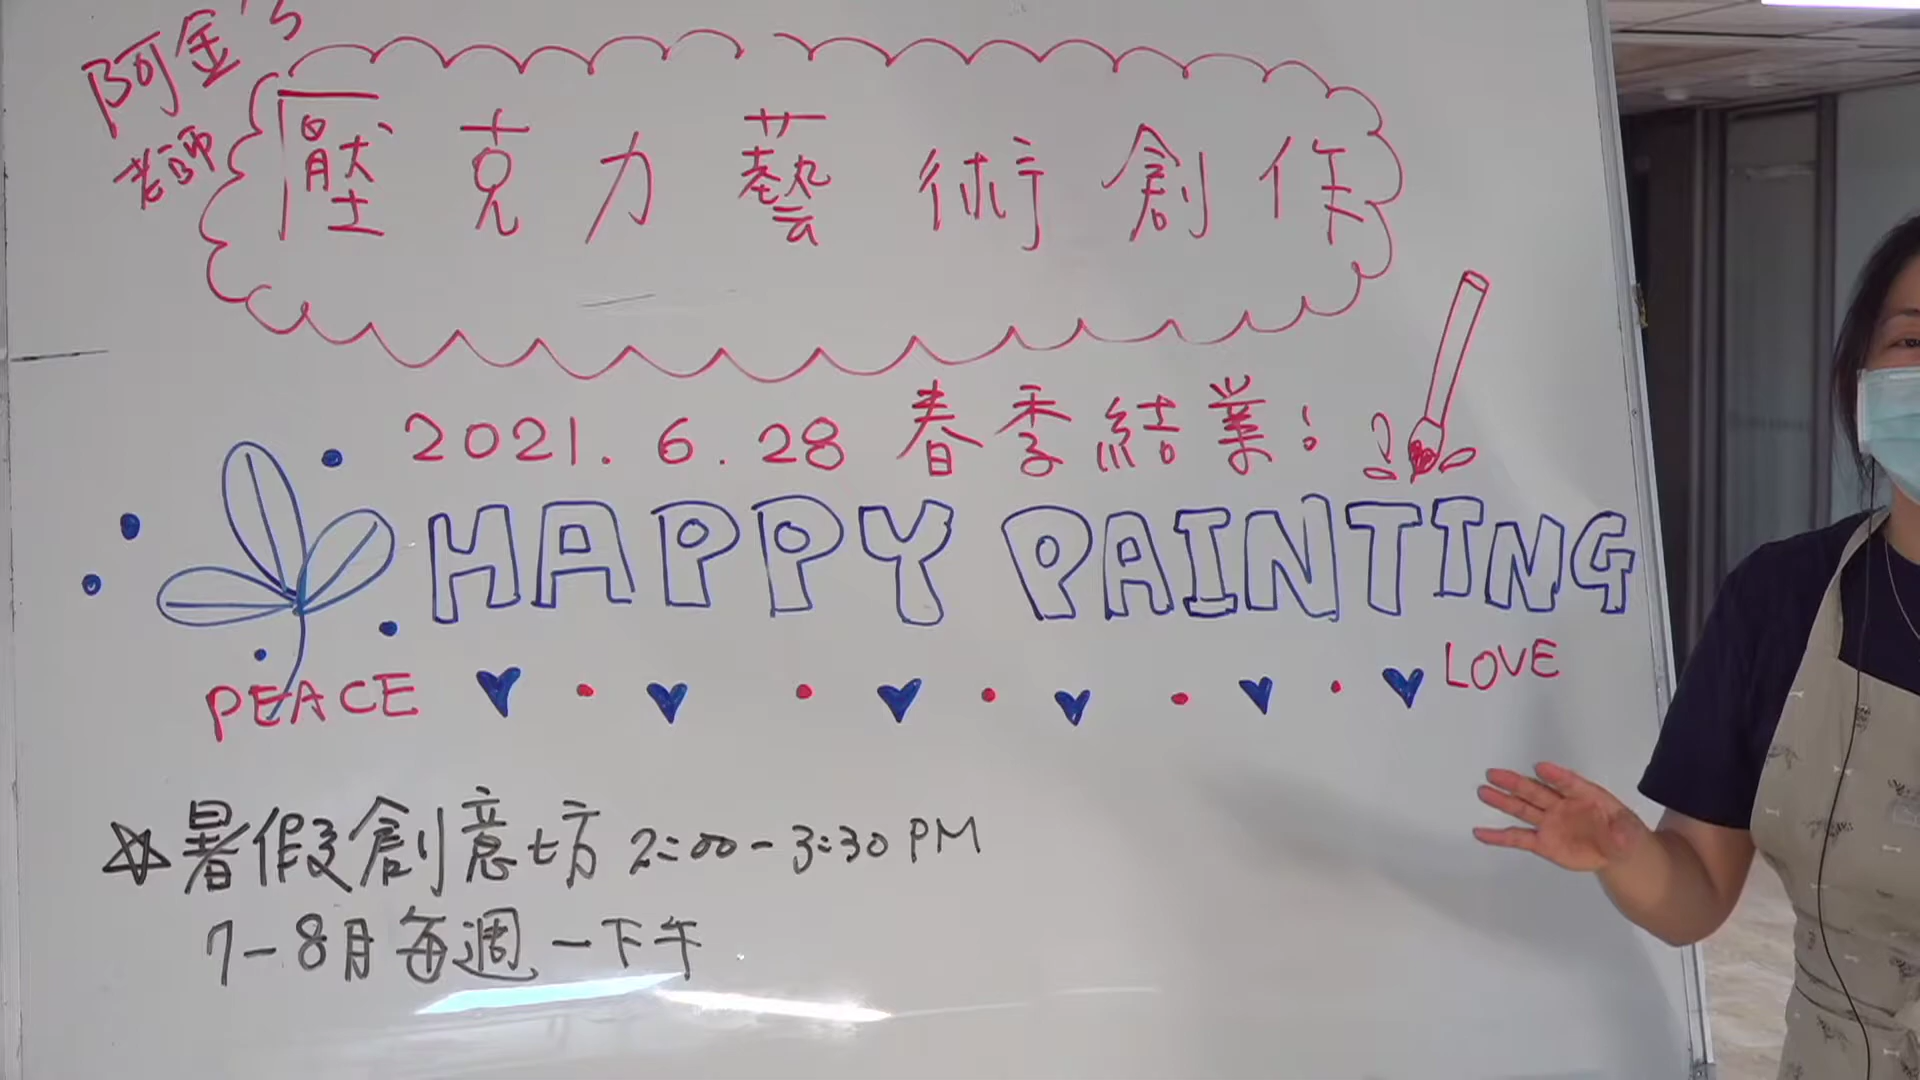 阿金's
老師
壓克力藝術創作
2021.6.28 春季結業!
HAPPY PAINTING
PEACE
LOVE
暑假創意坊 2:00-3:30 PM
7-8月每週一下午